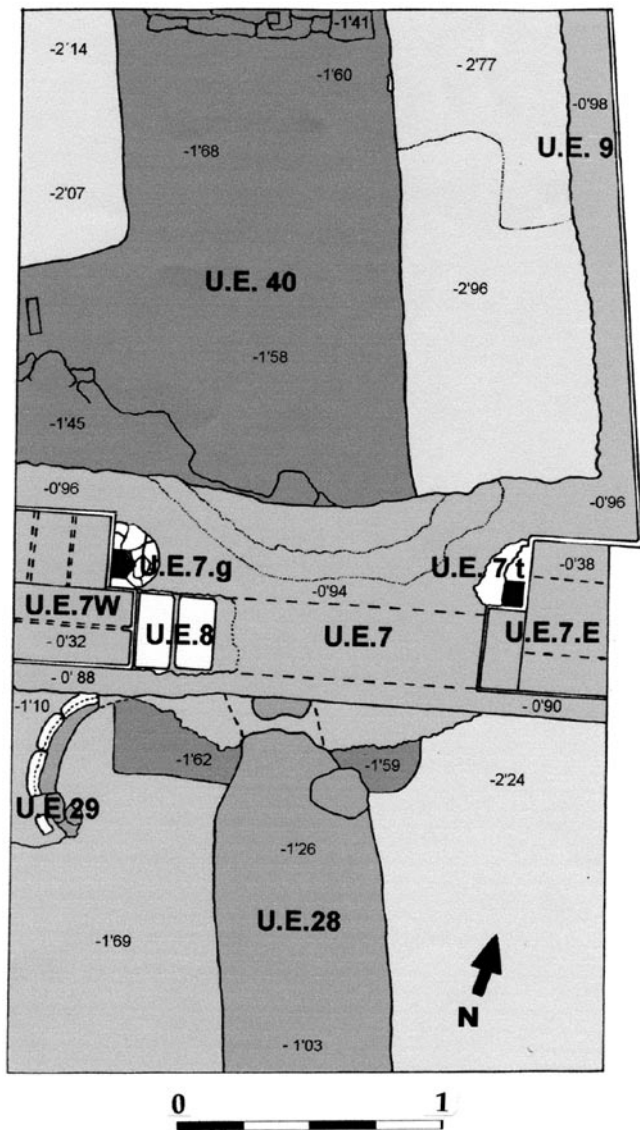 -1'41
-2'14
-1'60
- 2'77
-0'98
U.E. 9
-1'68
-2'07
U.E. 40
-2'96
-1'58
-1'45
-0'96
-0'96
U.E.7.g
U.E. 7.t
-0'38
-0'94
U.E.7W
U.E.8
U.E.7
U.E.7.E
- 0'32
- 0'88
-1'10
- 0'90
-1'62
-1'59
-2'24
U.E.29
-1'26
U.E.28
-1'69
N
- 1'03
0 1